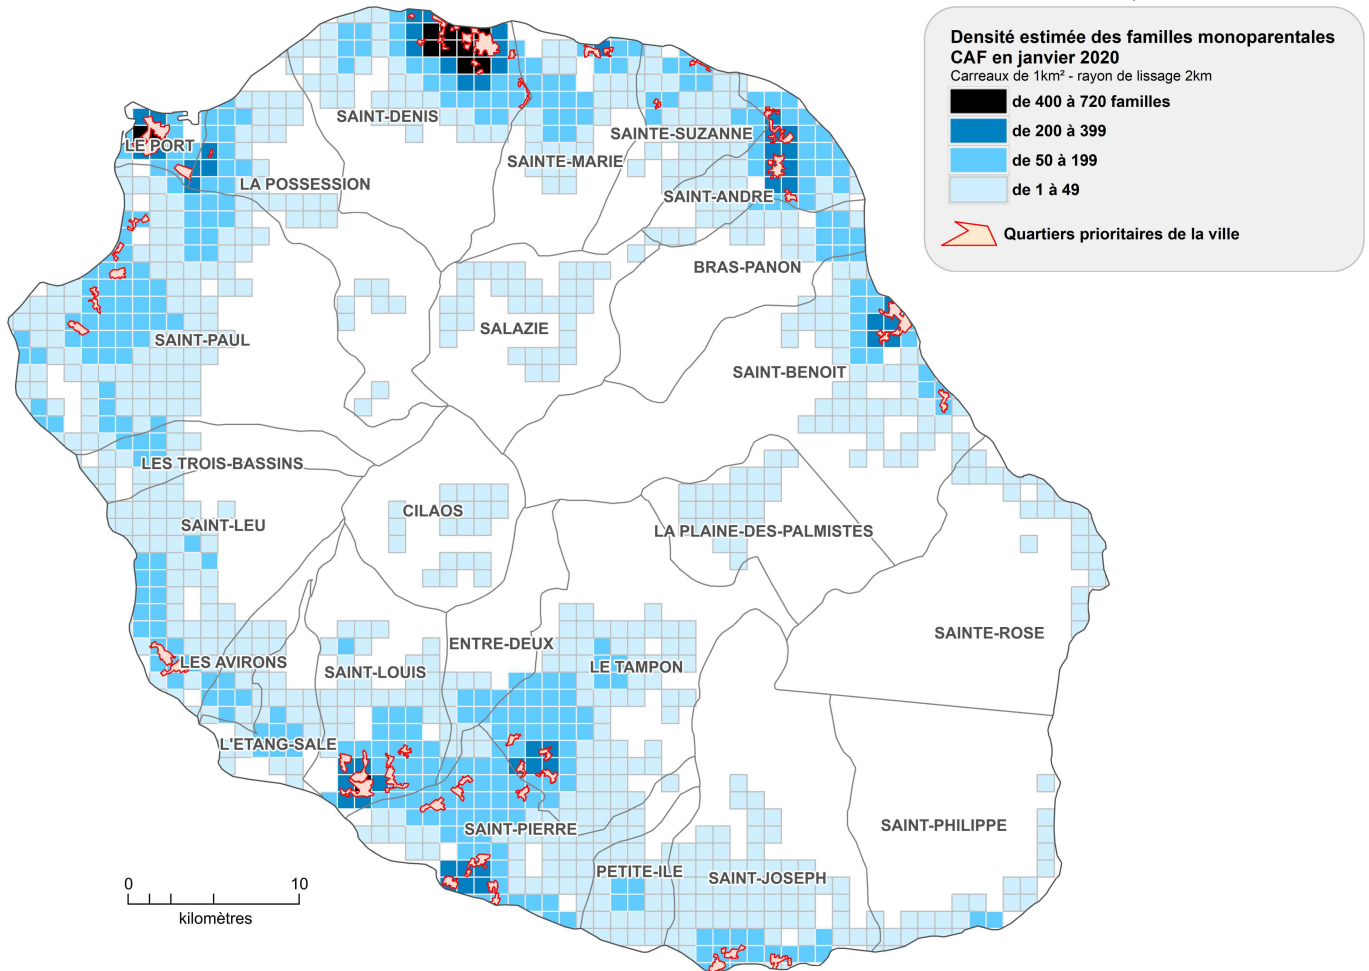 Densité estimée des familles monoparentales
CAF en janvier 2020
Carreaux de 1km² - rayon de lissage 2km
de 400 à 720 familles
de 200 à 399
de 50 à 199
de 1 à 49
Quartiers prioritaires de la ville
SAINT-DENIS
LE PORT
SAINTE-SUZANNE
SAINTE-MARIE
LA POSSESSION
SAINT-ANDRE
BRAS-PANON
SALAZIE
SAINT-PAUL
SAINT-BENOIT
LES TROIS-BASSINS
CILAOS
SAINT-LEU
LA PLAINE-DES-PALMISTES
SAINTE-ROSE
ENTRE-DEUX
LES AVIRONS
LE TAMPON
SAINT-LOUIS
L'ETANG-SALE
SAINT-PIERRE
SAINT-PHILIPPE
PETITE-ILE
SAINT-JOSEPH
0 10
kilomètres